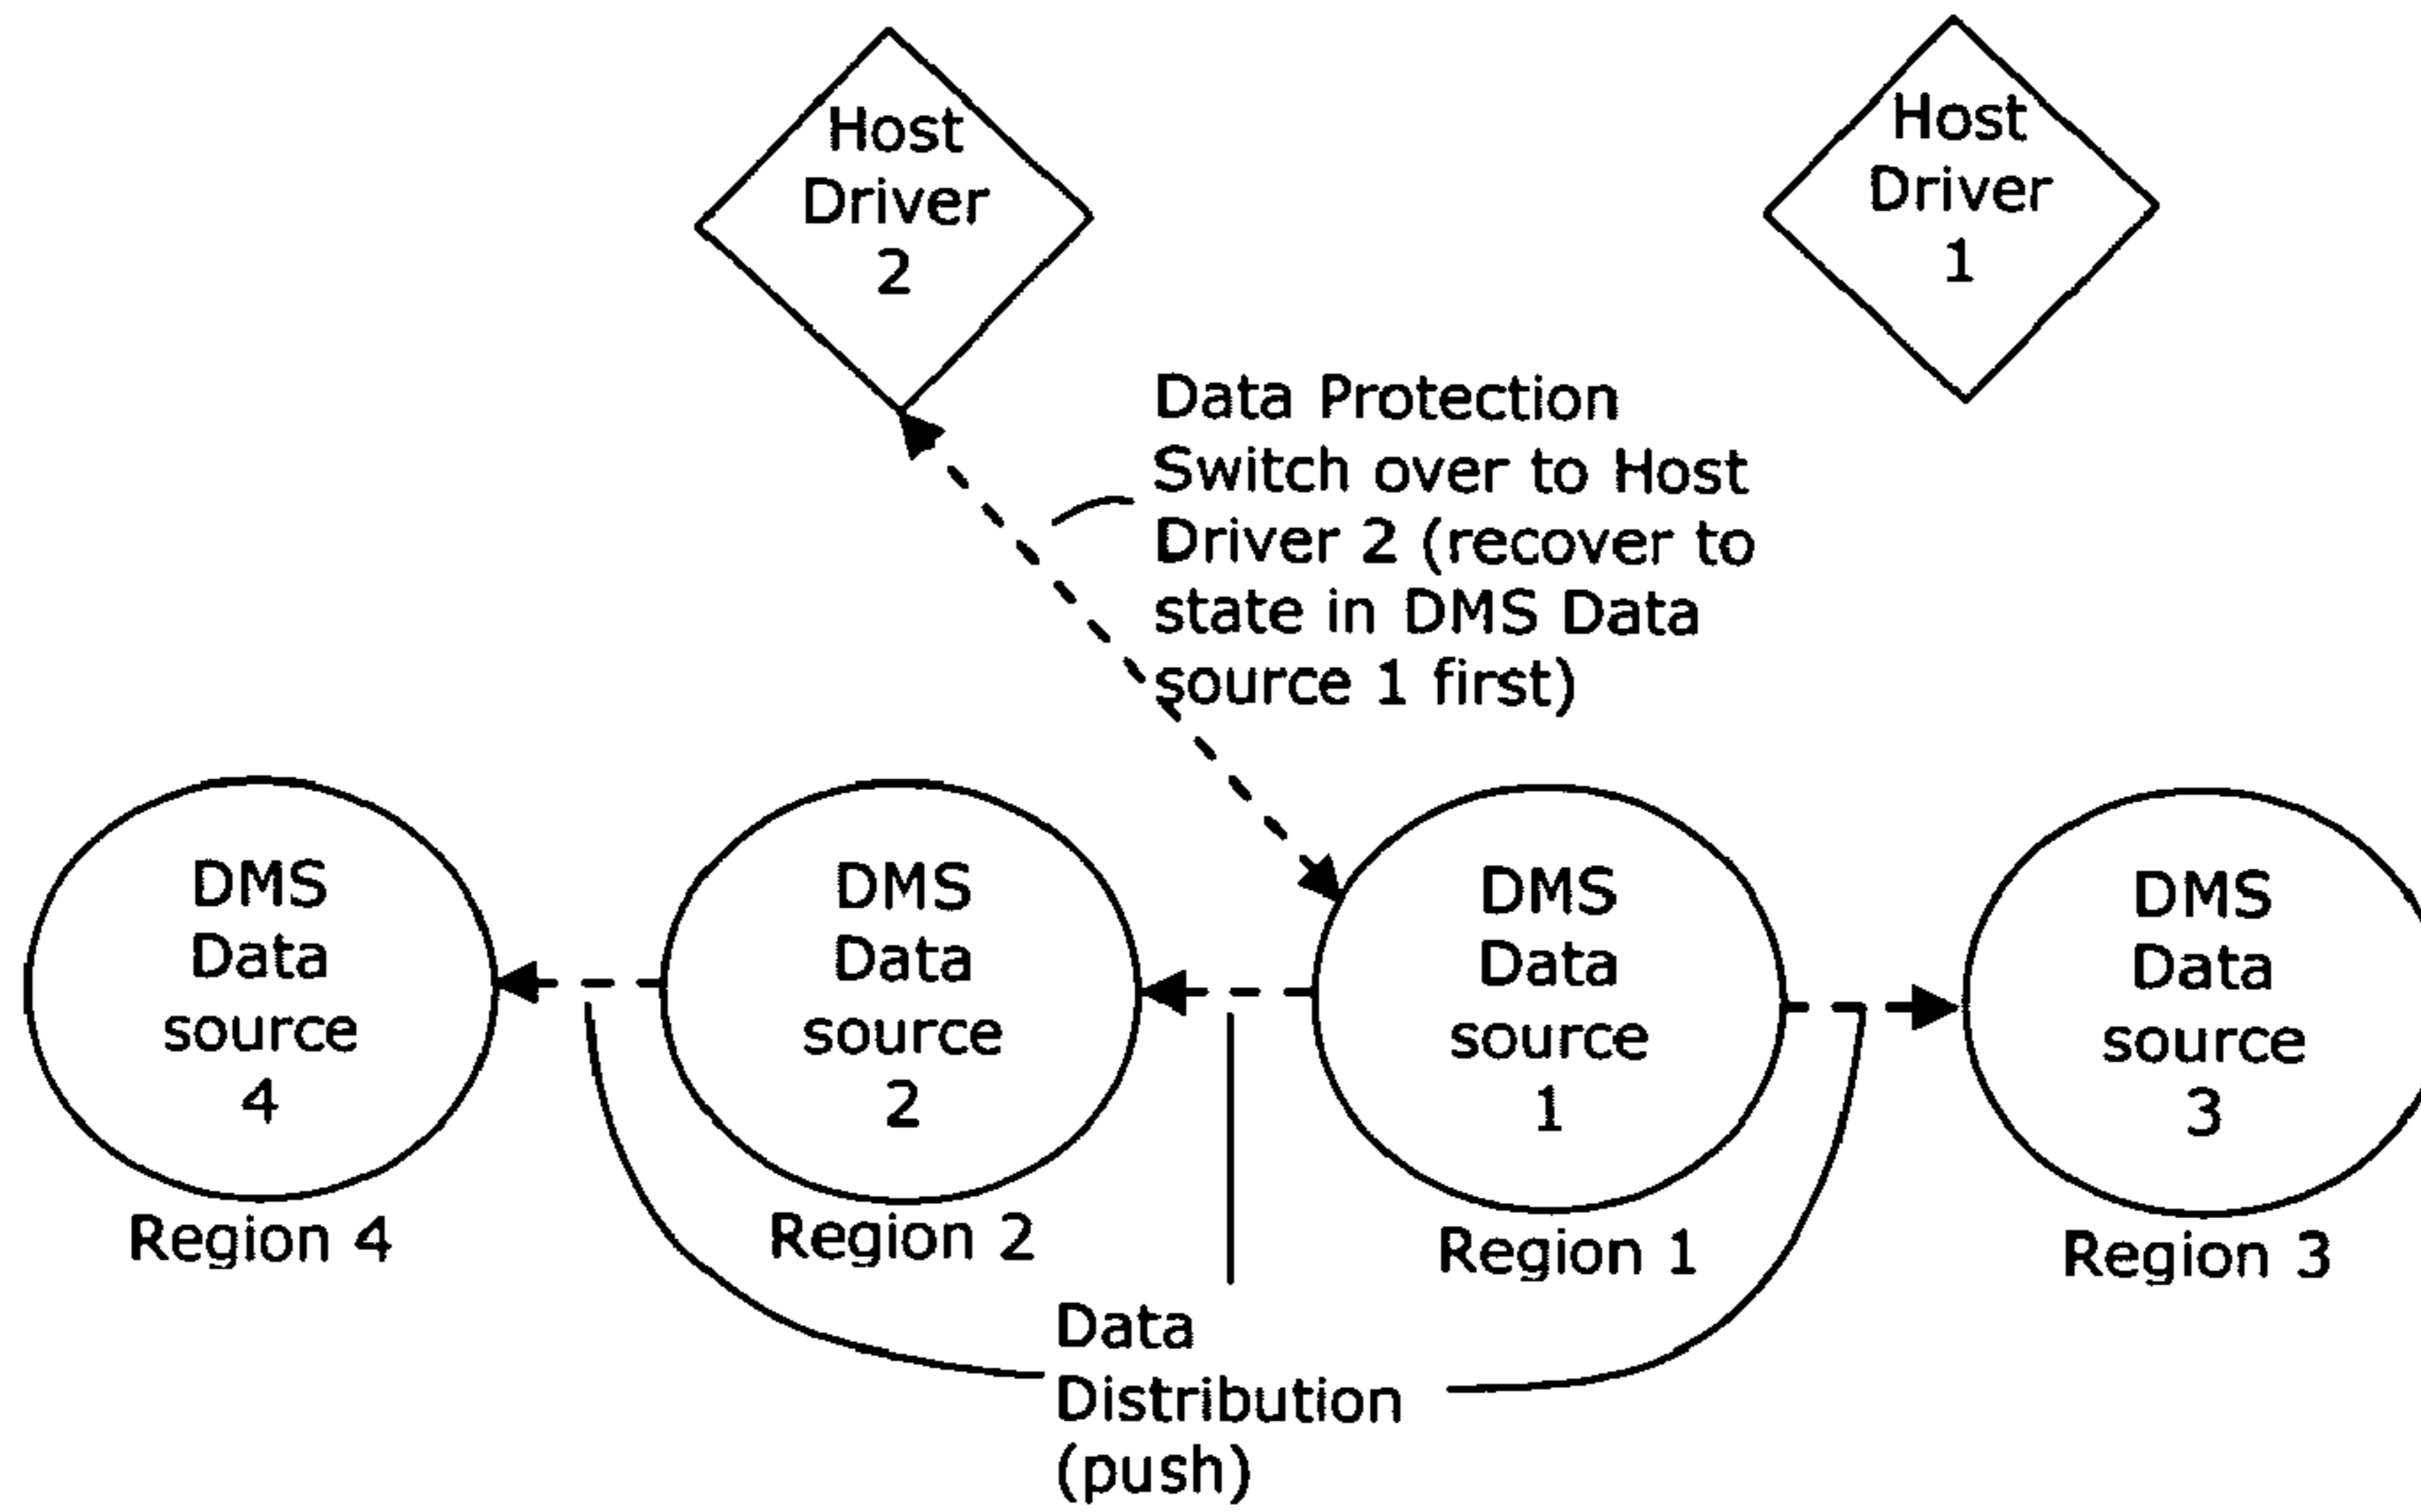 Host
Driver
2
Host
Driver
1
Data Protection
Switch over to Host
Driver 2 (recover to
state in DMS Data
source 1 first)
DMS
Data
source
4
DMS
Data
source
2
DMS
Data
source
1
DMS
Data
source
3
Region 4
Region 2
Region 1
Region 3
Data
Distribution
(push)